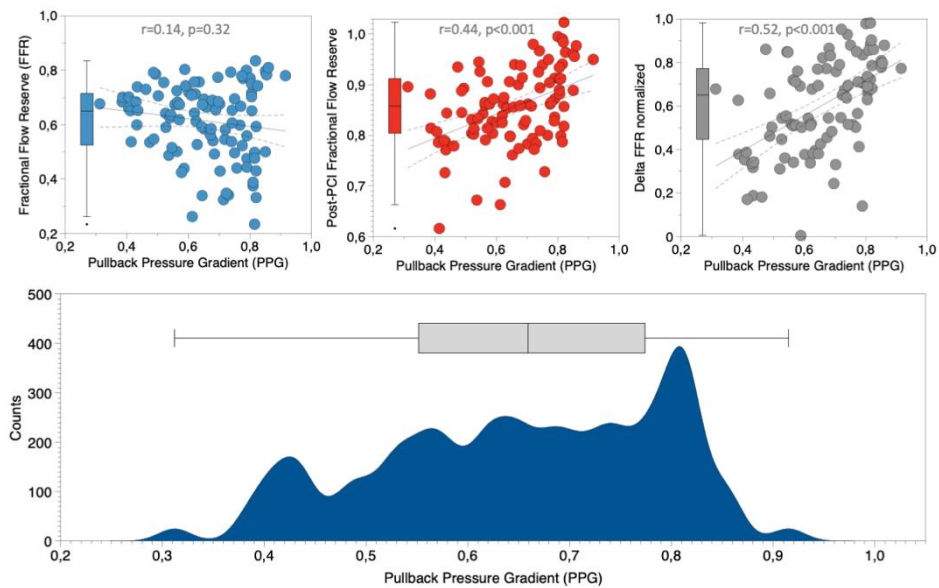 r=0.14, p=0.32
Fractional Flow Reserve (FFR)
1,0
0,8
0,6
0,4
0,2
0,2 0,4 0,6 0,8 1,0
Pullback Pressure Gradient (PPG)
r=0.44, p<0.001
Post-PCI Fractional Flow Reserve
1,0
0,9
0,8
0,7
0,6
0,2 0,4 0,6 0,8 1,0
Pullback Pressure Gradient (PPG)
r=0.52, p<0.001
Delta FFR normalized
1,0
0,8
0,6
0,4
0,2
0
0,2 0,4 0,6 0,8 1,0
Pullback Pressure Gradient (PPG)
Counts
500
400
300
200
100
0
0,2 0,3 0,4 0,5 0,6 0,7 0,8 0,9 1,0
Pullback Pressure Gradient (PPG)